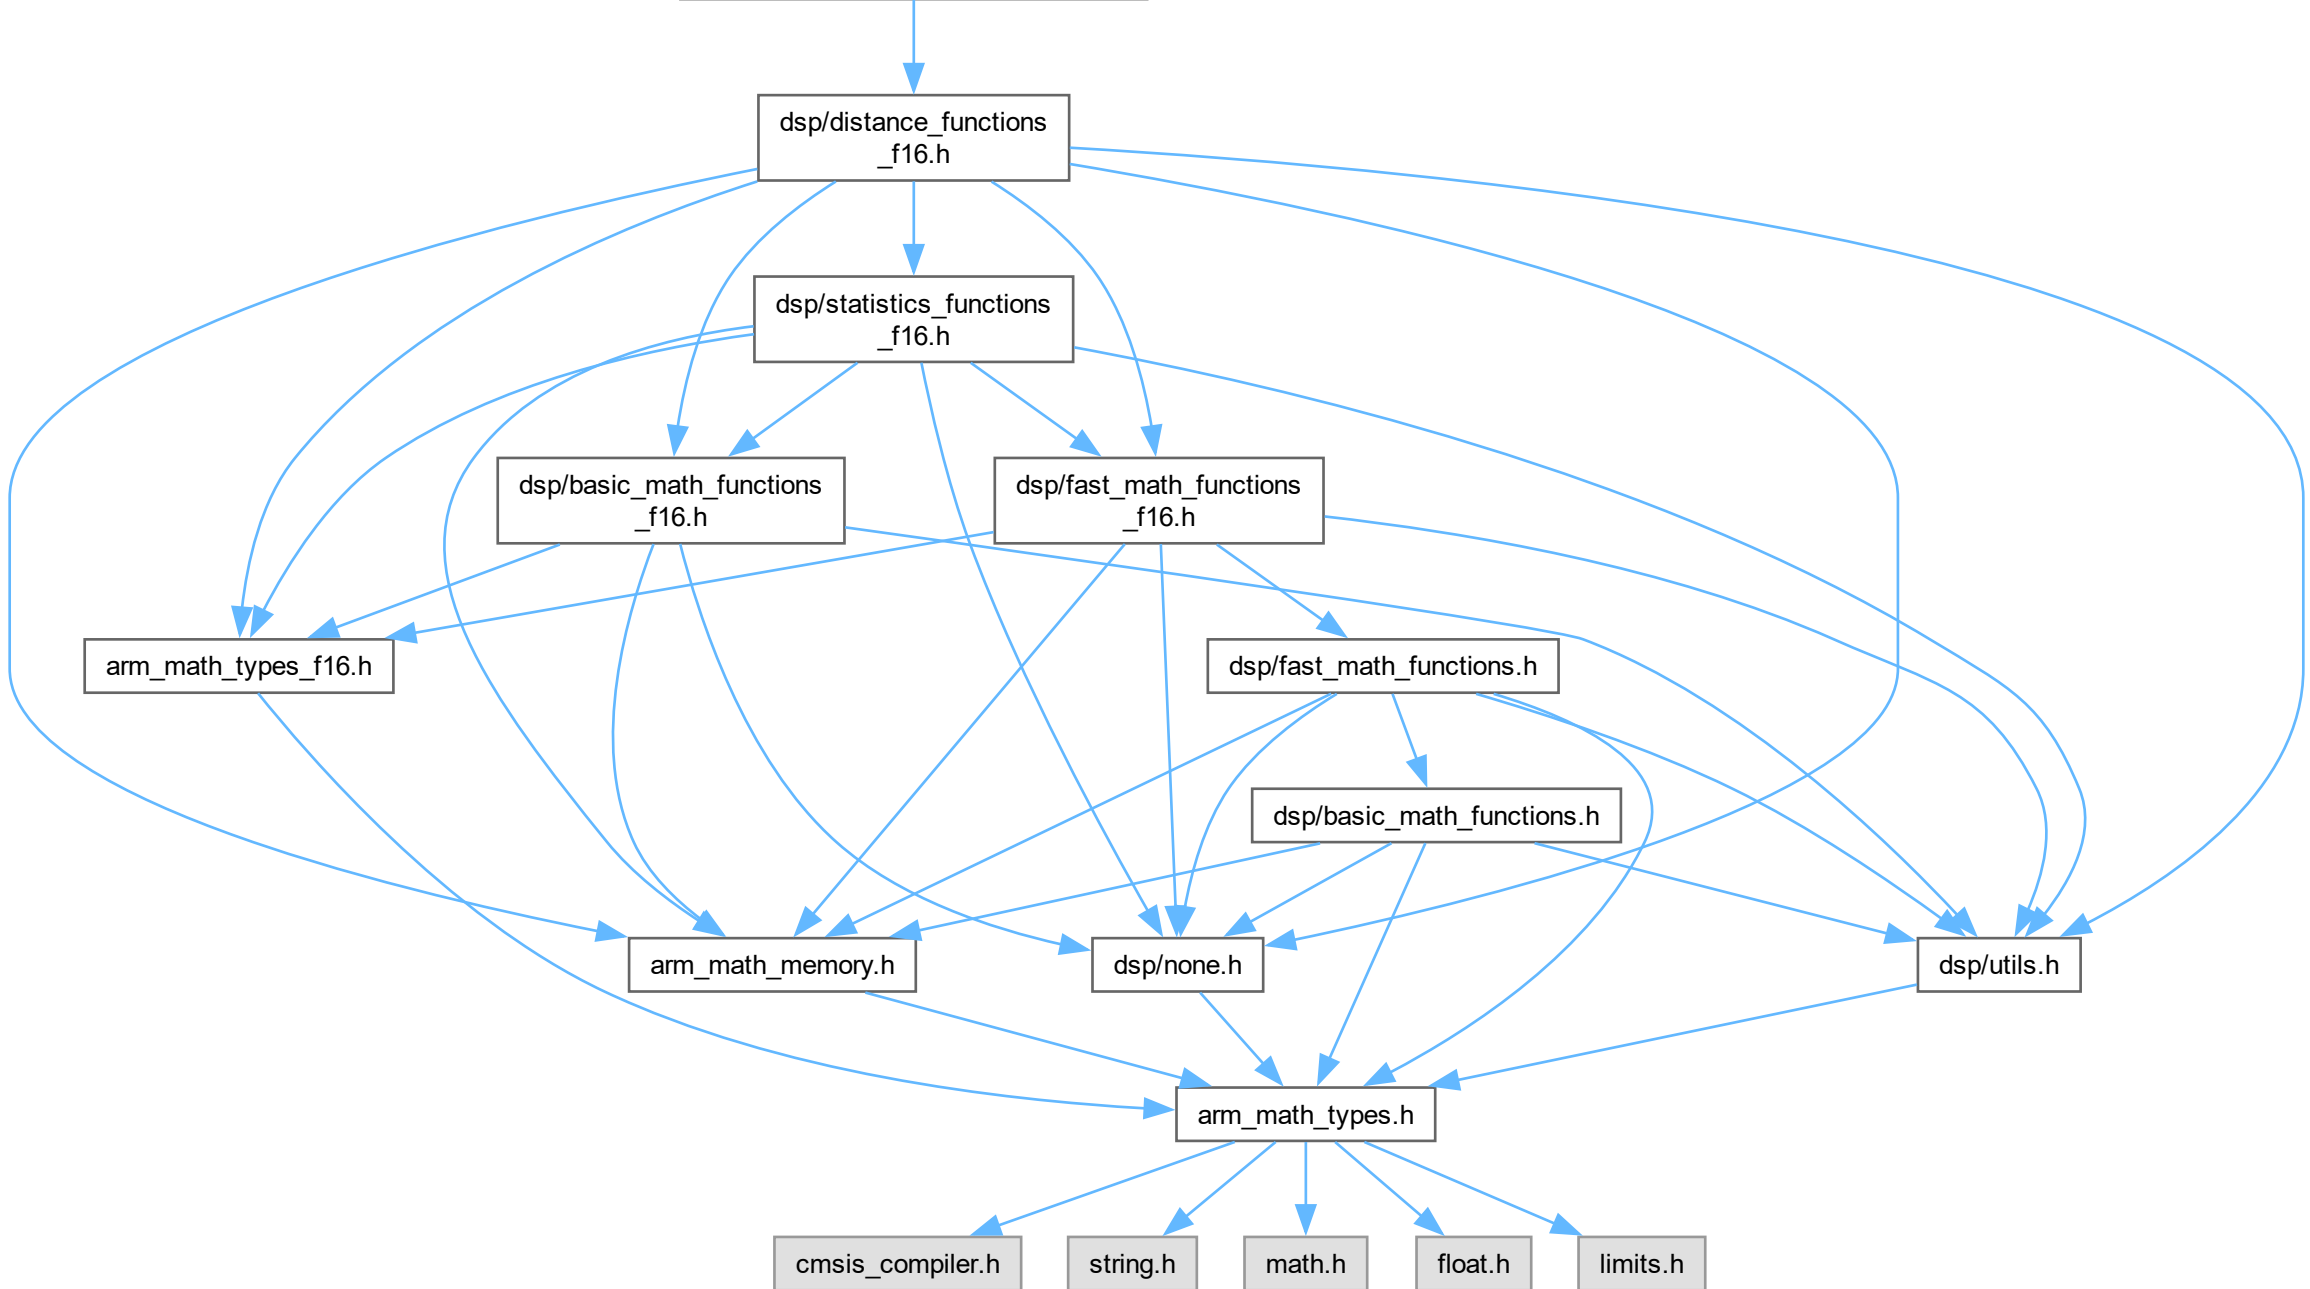 dsp/distance_functions
_f16.h
dsp/statistics_functions
_f16.h
dsp/basic_math_functions
_f16.h
dsp/fast_math_functions
_f16.h
arm_math_types_f16.h
dsp/fast_math_functions.h
dsp/basic_math_functions.h
arm_math_memory.h
dsp/none.h
dsp/utils.h
arm_math_types.h
cmsis_compiler.h
string.h
math.h
float.h
limits.h